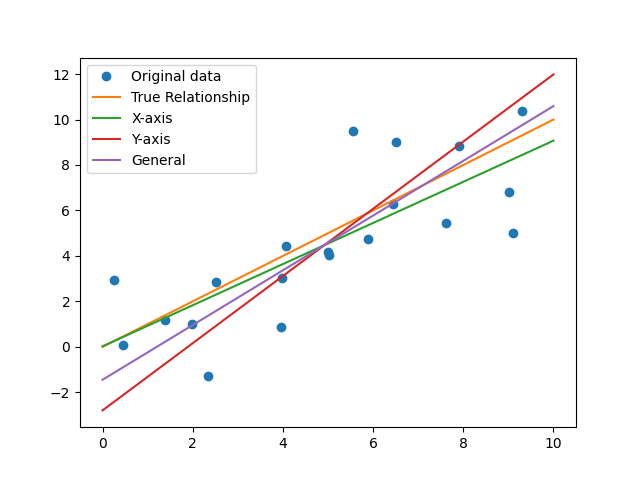 Original data
True Relationship
X-axis
Y-axis
General
12
10
8
6
4
2
0
−2
0 2 4 6 8 10